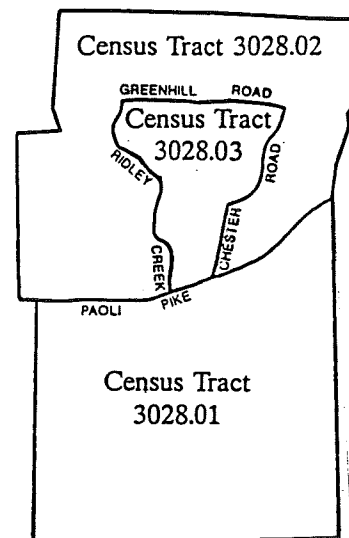 Census Tract 3028.02
GREENHILL ROAD
Census Tract
3028.03
RIDLEY
CREEK
CHESTER
ROAD
PAOLI
PIKE
Census Tract
3028.01